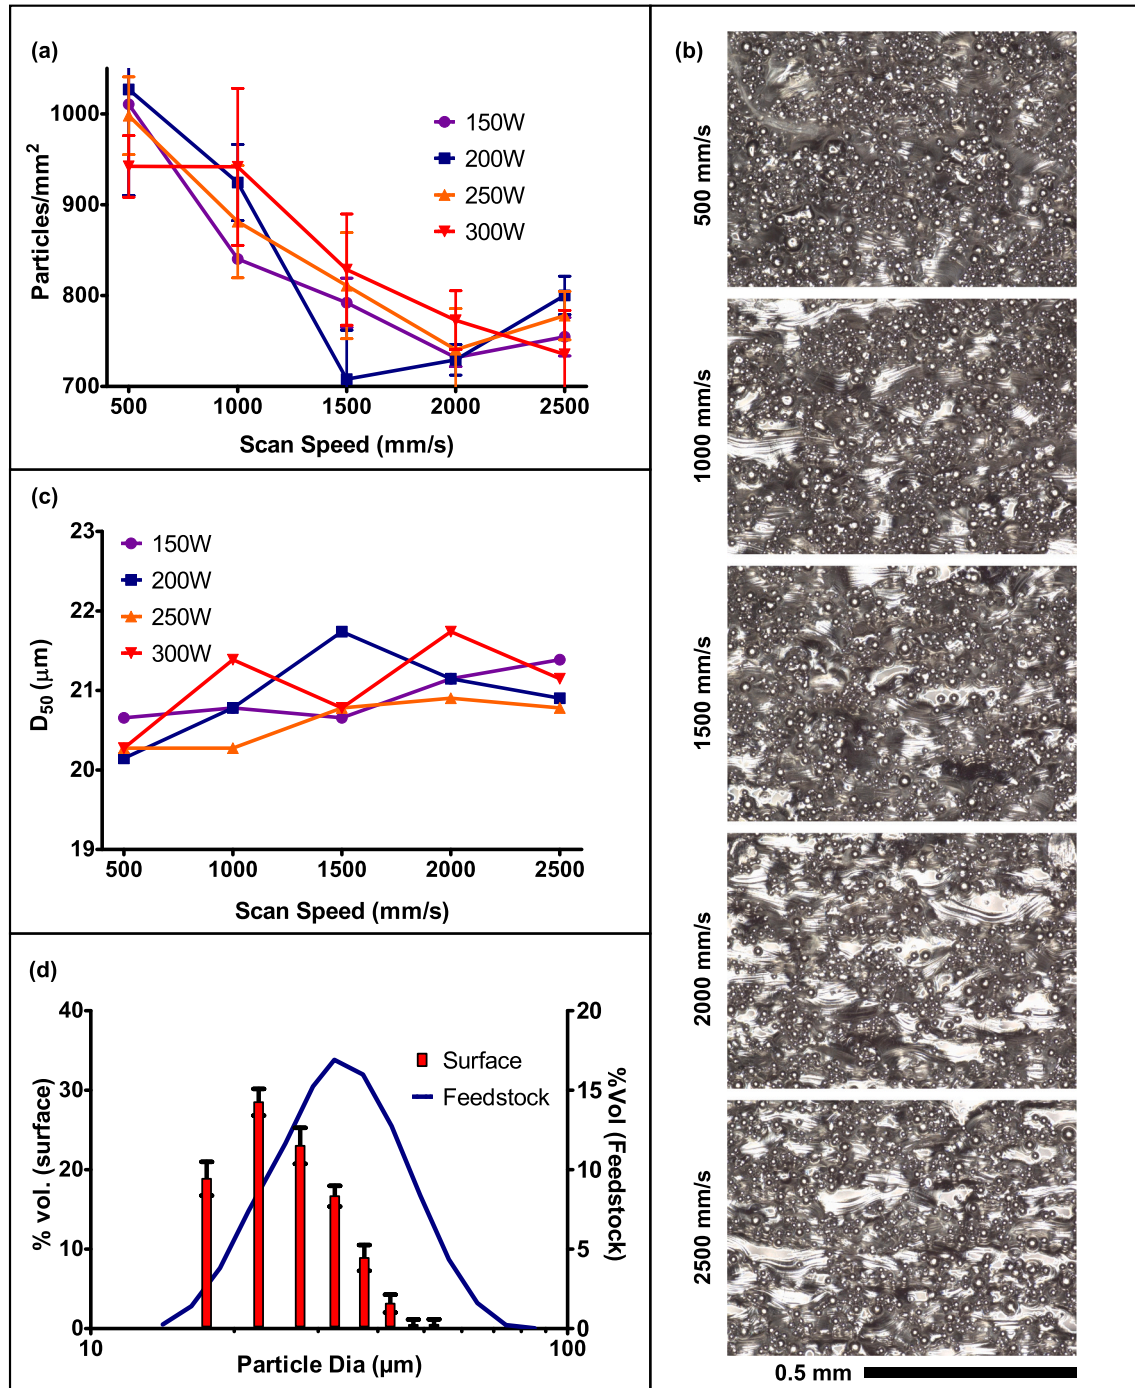 (a)
1000
900
800
700
Particles/mm2
500 1000 1500 2000 2500
Scan Speed (mm/s)
150W
200W
250W
300W
(b)
500 mm/s
1000 mm/s
1500 mm/s
2000 mm/s
2500 mm/s
0.5 mm
(c)
23
22
21
20
19
D50 (μm)
150W
200W
250W
300W
500 1000 1500 2000 2500
Scan Speed (mm/s)
(d)
40
30
20
10
0
% vol. (surface)
20
15
10
5
0
%Vol (Feedstock)
Surface
Feedstock
10 100
Particle Dia (μm)